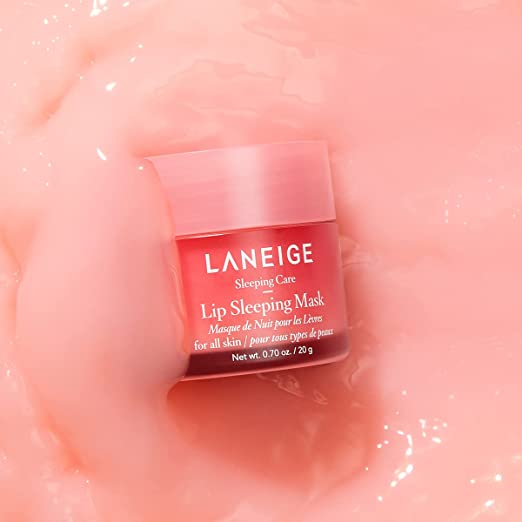 LANEIGE
Sleeping Care
Lip Sleeping Mask
Masque de Nuit pour les Lèvres
for all skin / pour tous types de peaux
Net wt. 0.70 oz. / 20 g